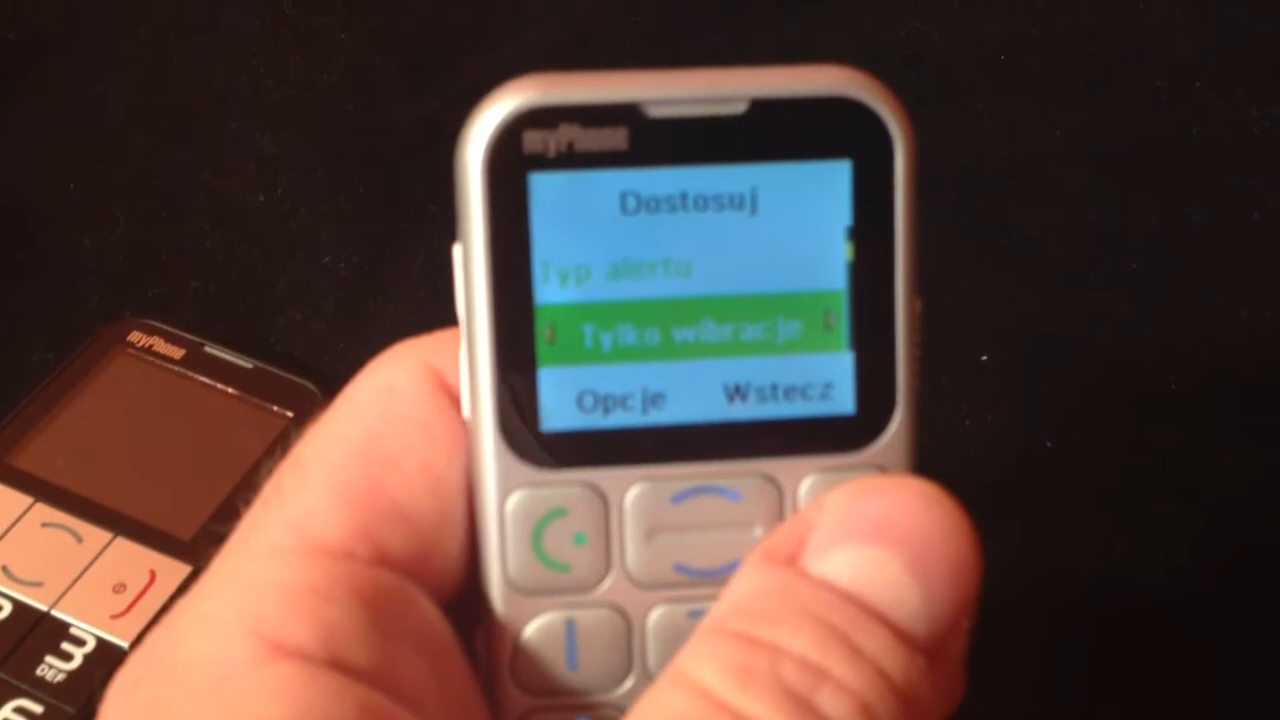 myPhone
Dostosuj
Typ alertu
Tylko wibracje
Opcje Wstecz
myPhone
3
DEF